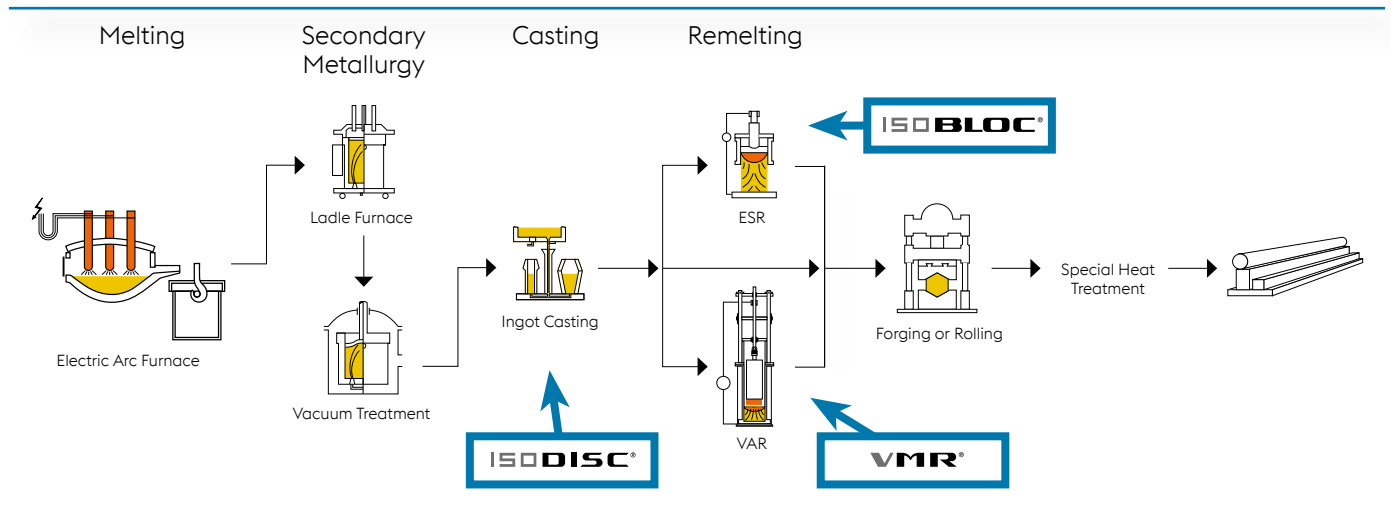 Melting
Secondary
Metallurgy
Casting
Remelting
ISOBLOC®
Ladle Furnace
ESR
Electric Arc Furnace
Vacuum Treatment
Ingot Casting
Forging or Rolling
Special Heat
Treatment
VAR
ISODISC®
VMR®